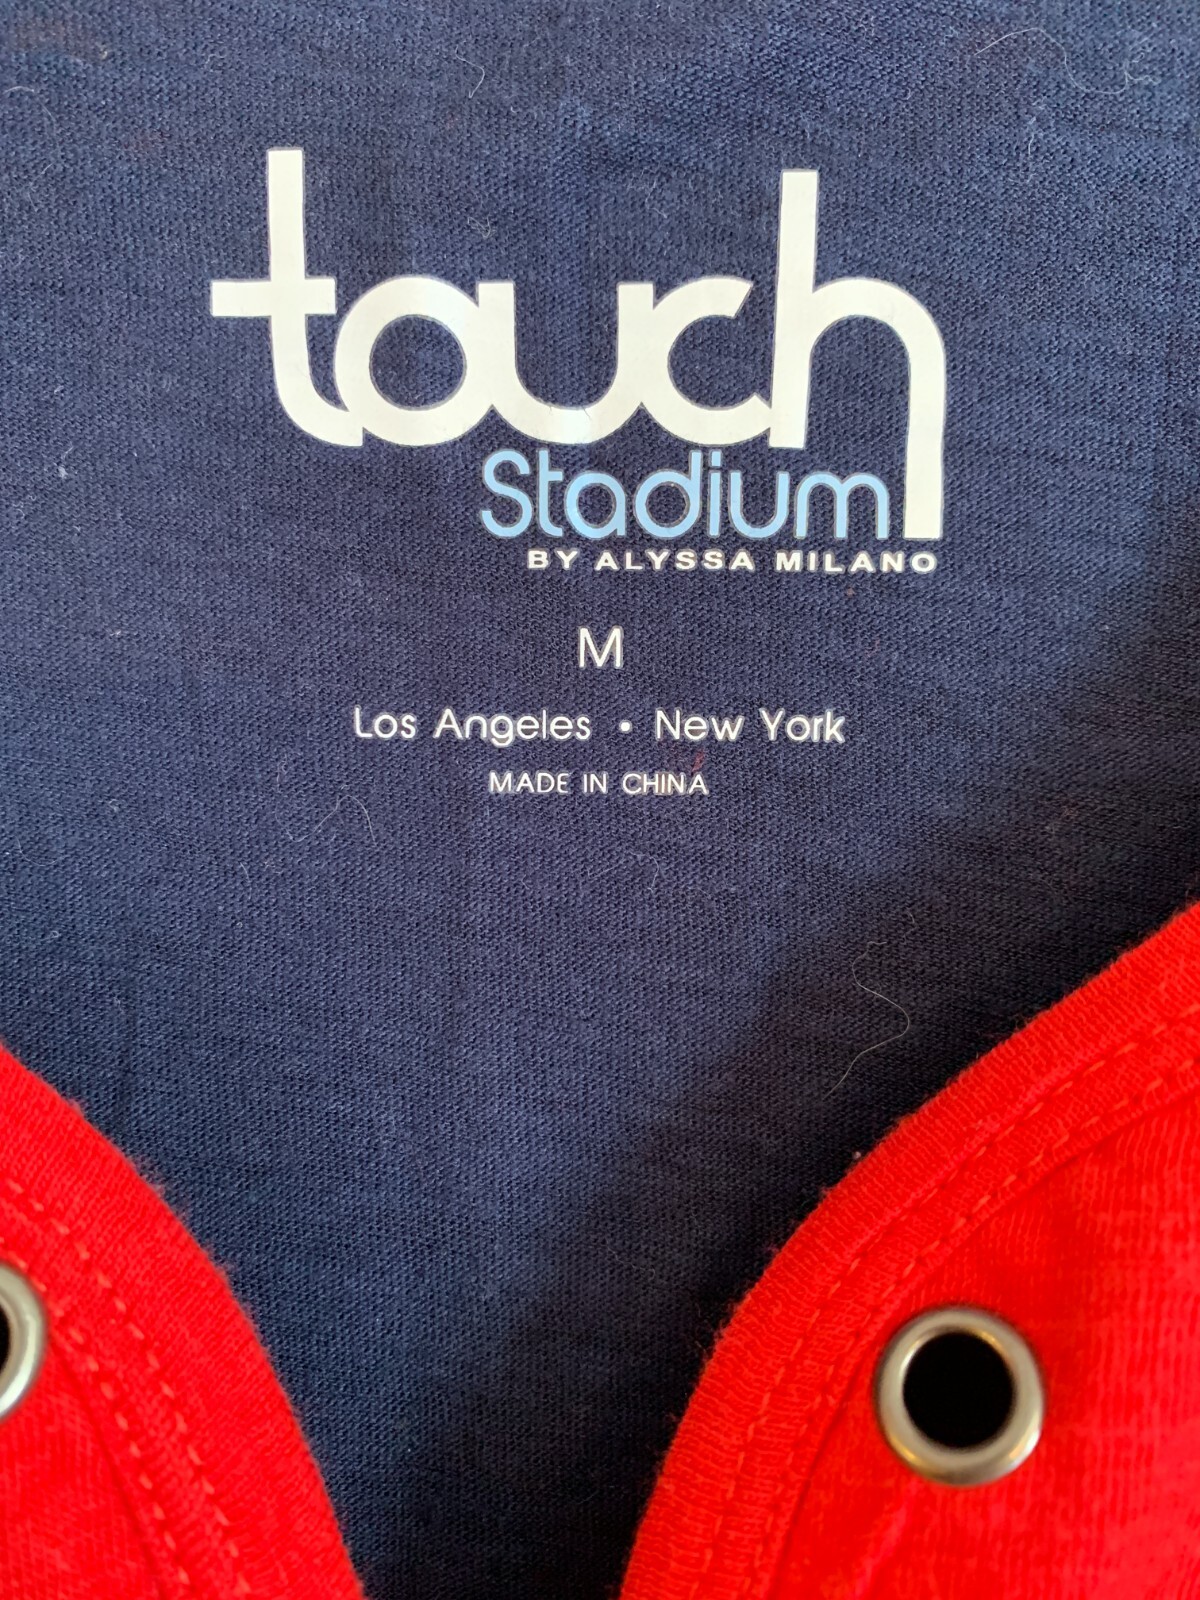 touch
Stadium
BY ALYSSA MILANO
M
Los Angeles • New York
MADE IN CHINA